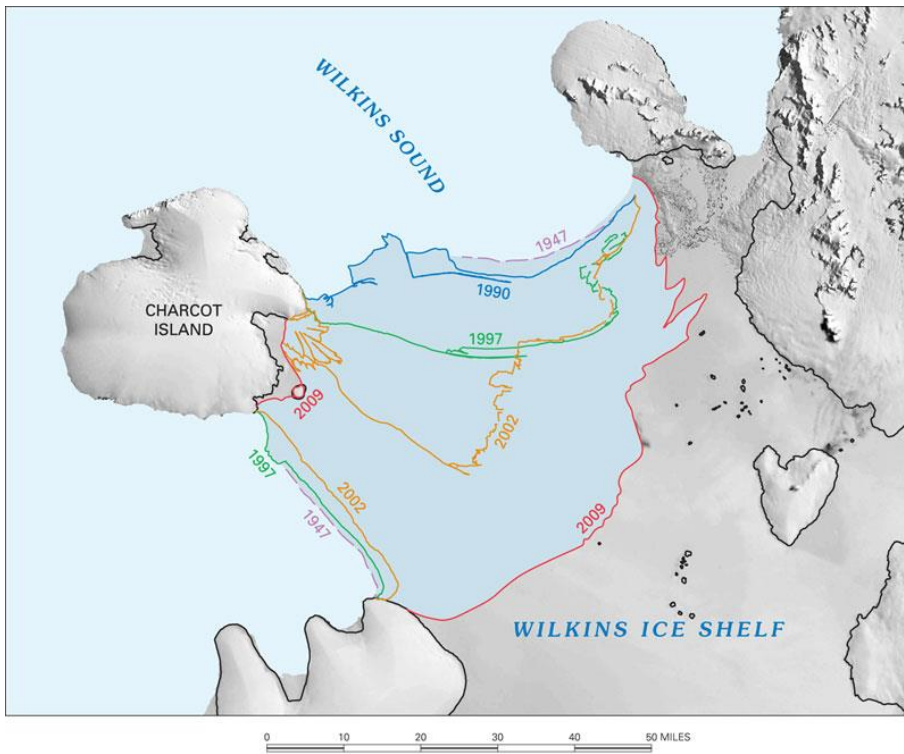 WILKINS SOUND
1947
1990
CHARCOT
ISLAND
1997
2009
2002
1997
2002
1947
2009
WILKINS ICE SHELF
0 10 20 30 40 50 MILES